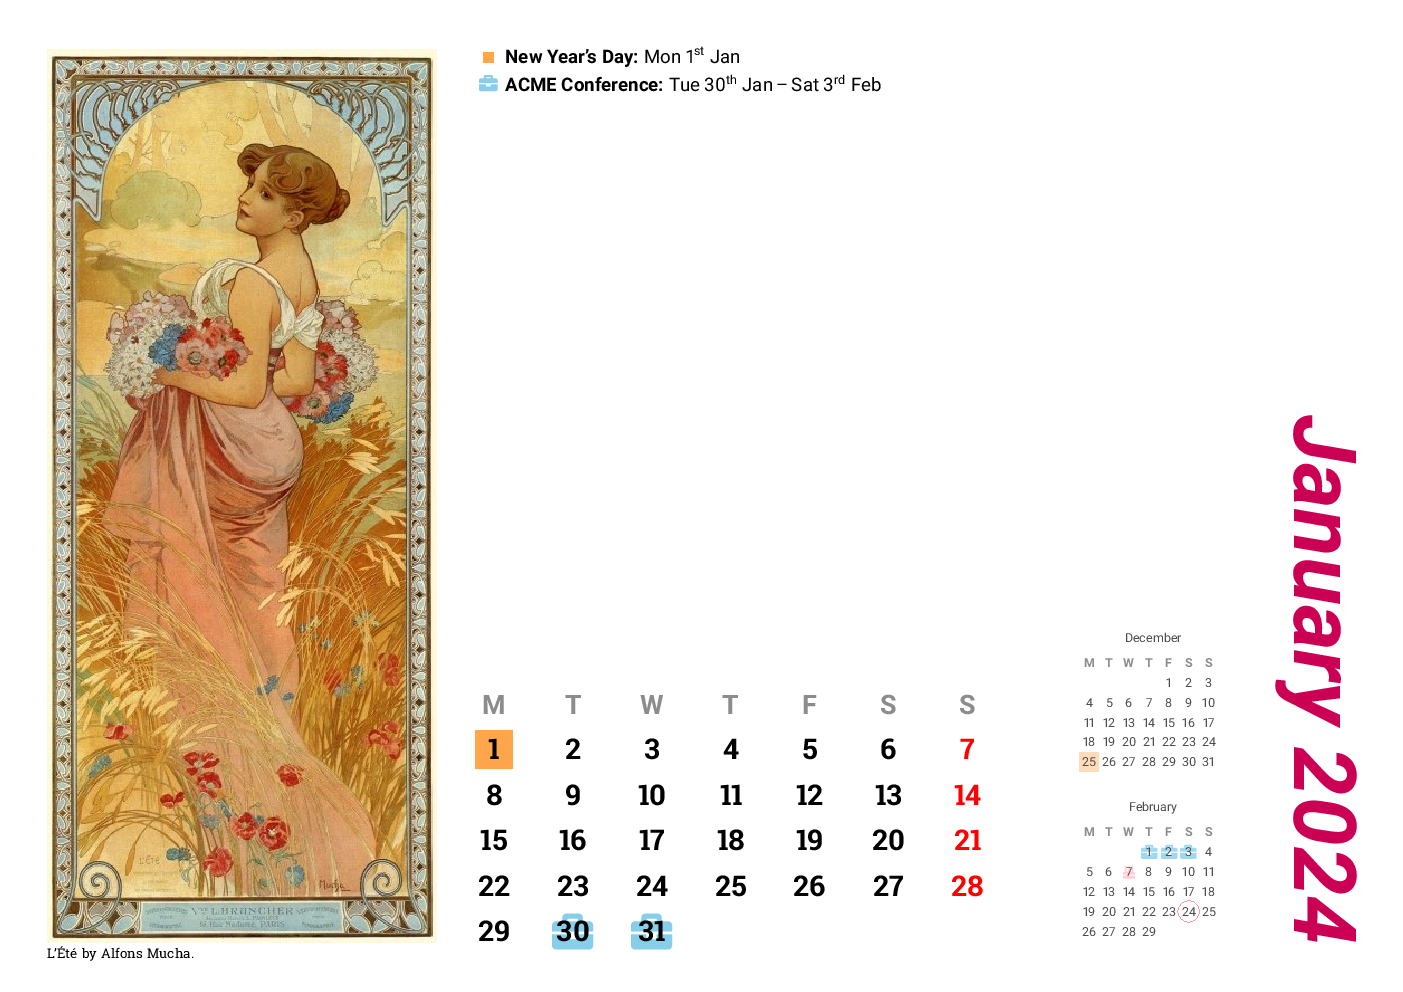 New Year's Day: Mon 1st Jan
ACME Conference: Tue 30th Jan – Sat 3rd Feb
L'ÉTÉ
Mucha
L'Été by Alfons Mucha.
M T W T F S S
1 2 3 4 5 6 7
8 9 10 11 12 13 14
15 16 17 18 19 20 21
22 23 24 25 26 27 28
29 30 31
December
M T W T F S S
1 2 3
4 5 6 7 8 9 10
11 12 13 14 15 16 17
18 19 20 21 22 23 24
25 26 27 28 29 30 31
February
M T W T F S S
1 2 3 4
5 6 7 8 9 10 11
12 13 14 15 16 17 18
19 20 21 22 23 24 25
26 27 28 29
January 2024